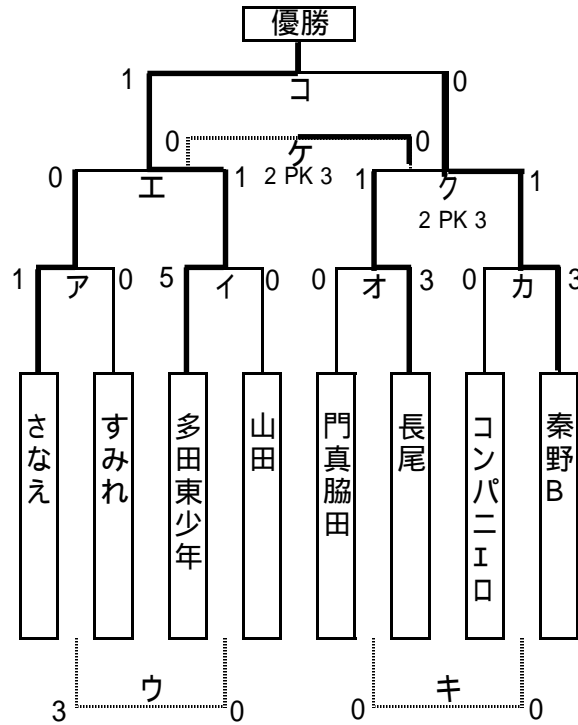 優勝
1 コ 0
0 ケ 0
2 PK 3
0 エ 1
1 ク 1
2 PK 3
1 ア 0
5 イ 0
0 オ 3
0 カ 3
さなえ
すみれ
多田東少年
山田
門真脇田
長尾
コンパニエロ
秦野B
3 ウ 0
0 キ 0